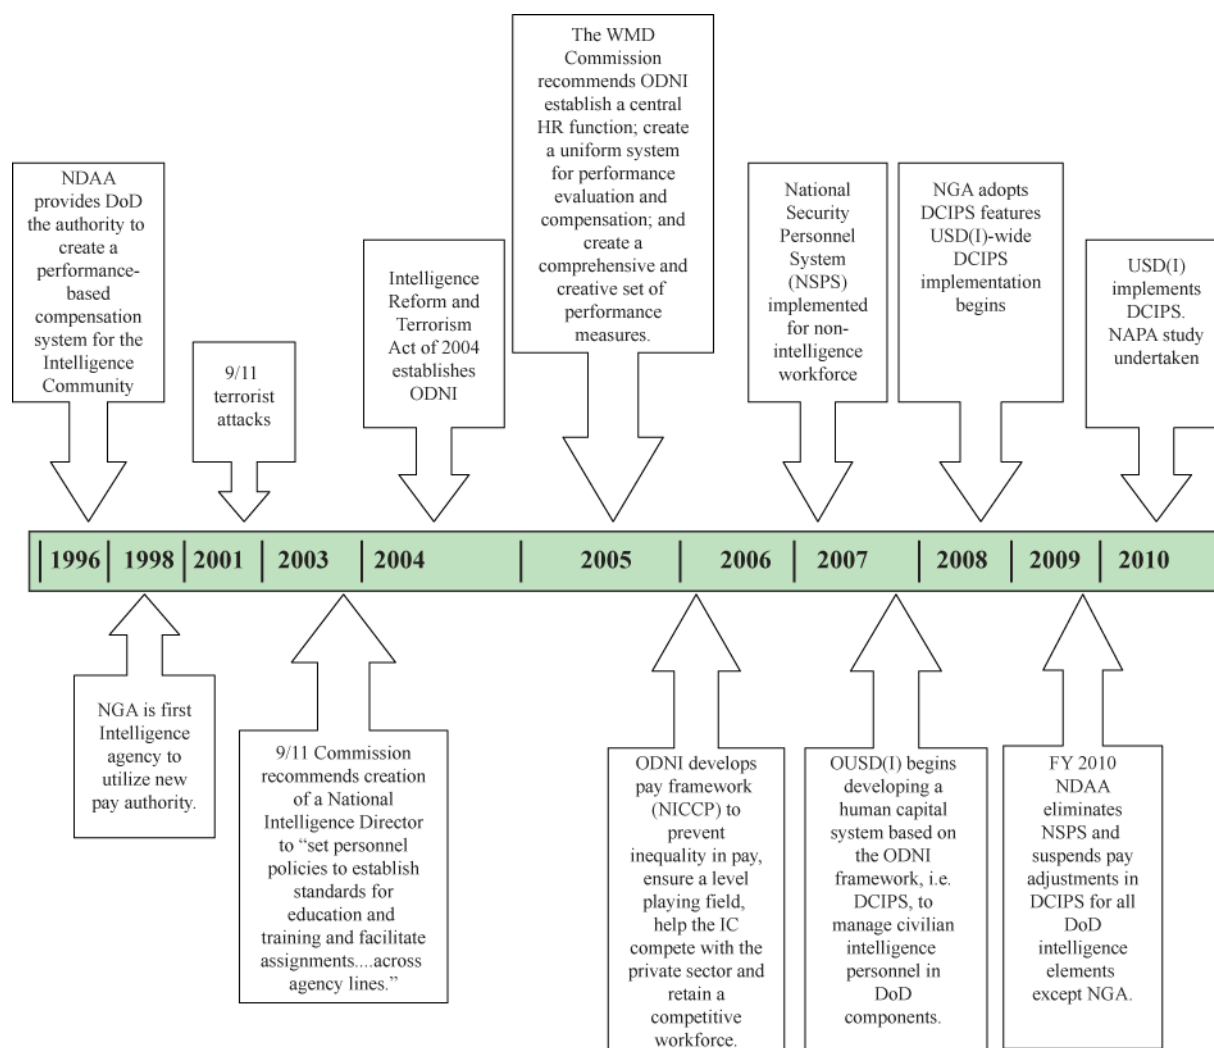 The WMD
Commission
recommends ODNI
establish a central
HR function; create
a uniform system
for performance
evaluation and
compensation; and
create a
comprehensive and
creative set of
performance
measures.
NDAA
provides DoD
the authority to
create a
performance-
based
compensation
system for the
Intelligence
Community
9/11
terrorist
attacks
Intelligence
Reform and
Terrorism
Act of 2004
establishes
ODNI
National
Security
Personnel
System
(NSPS)
implemented
for non-
intelligence
workforce
NGA adopts
DCIPS features
USD(I)-wide
DCIPS
implementation
begins
USD(I)
implements
DCIPS.
NAPA study
undertaken
1996 1998 2001 2003 2004 2005 2006 2007 2008 2009 2010
NGA is first
Intelligence
agency to
utilize new
pay authority.
9/11 Commission
recommends creation
of a National
Intelligence Director
to “set personnel
policies to establish
standards for
education and
training and facilitate
assignments....across
agency lines.”
ODNI develops
pay framework
(NICCP) to
prevent
inequality in pay,
ensure a level
playing field,
help the IC
compete with the
private sector and
retain a
competitive
workforce.
OUSD(I) begins
developing a
human capital
system based on
the ODNI
framework, i.e.
DCIPS, to
manage civilian
intelligence
personnel in
DoD
components.
FY 2010
NDAA
eliminates
NSPS and
suspends pay
adjustments in
DCIPS for all
DoD
intelligence
elements
except NGA.